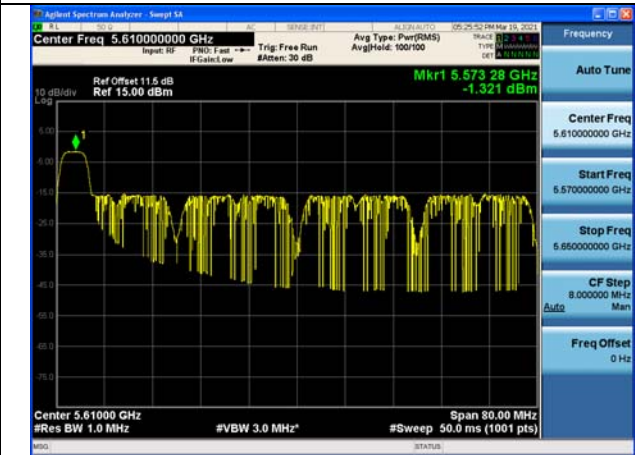 Agilent Spectrum Analyzer - Swept SA
RL 50 Ω AC SENSE:INT ALIGN AUTO 05:25:52 PM Mar 19, 2021
Center Freq 5.610000000 GHz
Input: RF PNO: Fast Trig: Free Run Avg Type: Pwr(RMS) TRACE 1 2 3 4 5 6
IFGain:Low #Atten: 30 dB Avg|Hold: 100/100 TYPE
DET A N N N N N
Ref Offset 11.5 dB Mkr1 5.573 28 GHz
10 dB/div Ref 15.00 dBm -1.321 dBm
Log
1
-15.0
-25.0
-35.0
-45.0
-65.0
-75.0
Center 5.61000 GHz Span 80.00 MHz
#Res BW 1.0 MHz #VBW 3.0 MHz* #Sweep 50.0 ms (1001 pts)
MSG STATUS
Frequency
Auto Tune
Center Freq
5.610000000 GHz
Start Freq
5.570000000 GHz
Stop Freq
5.650000000 GHz
CF Step
8.000000 MHz
Auto Man
Freq Offset
0 Hz